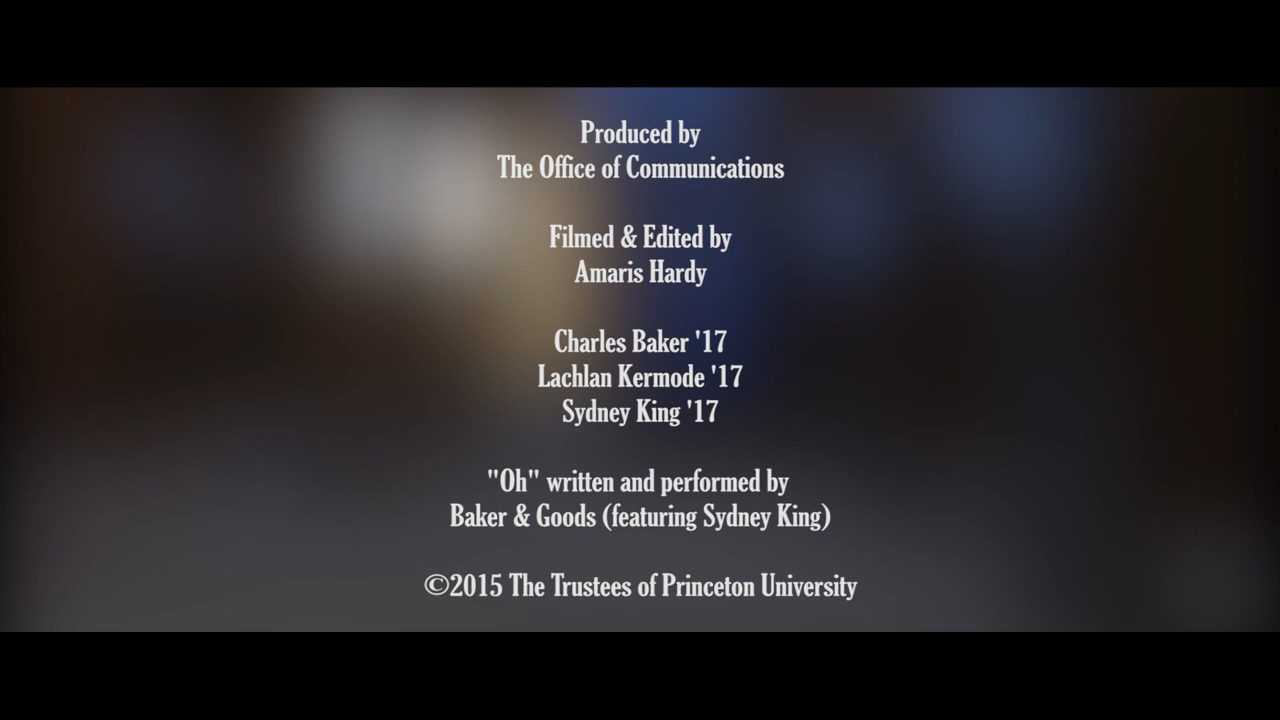 Produced by
The Office of Communications
Filmed & Edited by
Amaris Hardy
Charles Baker '17
Lachlan Kermode '17
Sydney King '17
"Oh" written and performed by
Baker & Goods (featuring Sydney King)
©2015 The Trustees of Princeton University